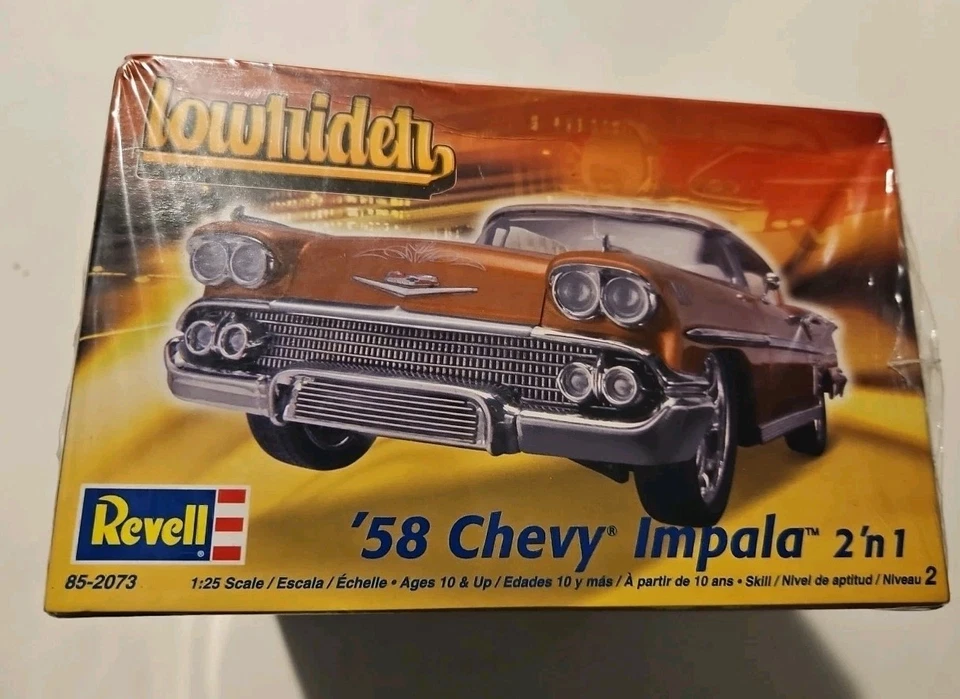 lowrider
Revell®
'58 Chevy® Impala™ 2'n1
85-2073
1:25 Scale / Escala / Échelle • Ages 10 & Up / Edades 10 y más / À partir de 10 ans • Skill / Nivel de aptitud / Niveau 2